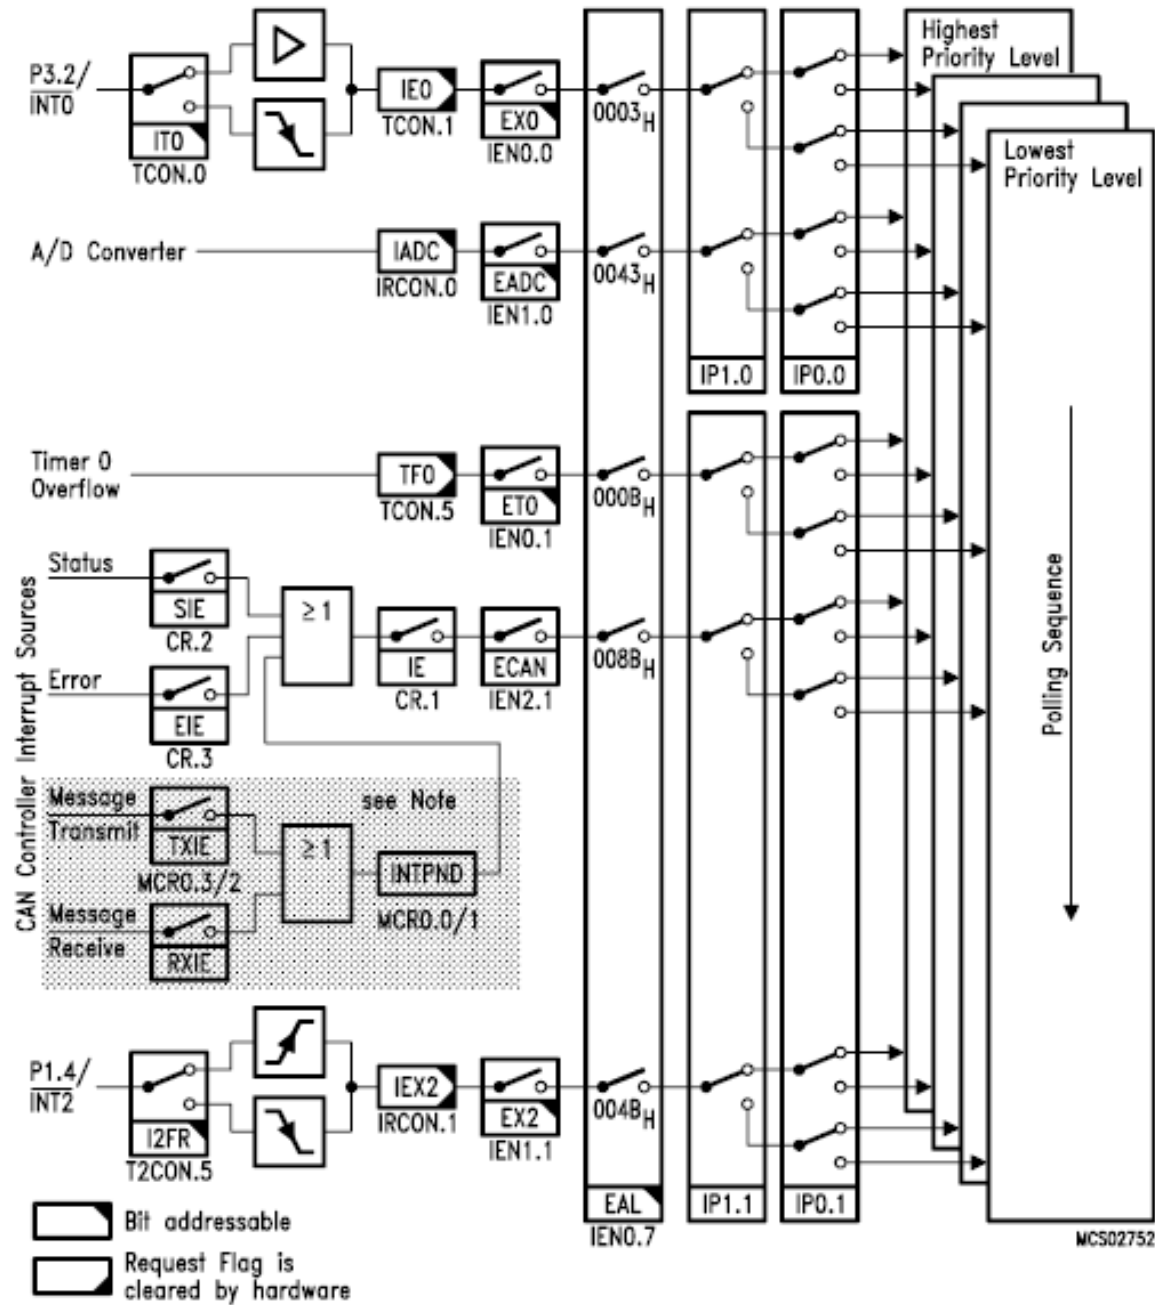 Highest
Priority Level
Lowest
Priority Level
P3.2/
INT0
IT0
TCON.0
IE0
TCON.1
EX0
IEN0.0
0003H
A/D Converter
IADC
IRCON.0
EADC
IEN1.0
0043H
IP1.0
IP0.0
Timer 0
Overflow
TF0
TCON.5
ET0
IEN0.1
000BH
CAN Controller Interrupt Sources
Status
SIE
CR.2
≥1
IE
CR.1
ECAN
IEN2.1
008BH
Error
EIE
CR.3
Polling Sequence
Message
Transmit
TXIE
MCR0.3/2
see Note
≥1
INTPND
MCR0.0/1
Message
Receive
RXIE
P1.4/
INT2
I2FR
T2CON.5
IEX2
IRCON.1
EX2
IEN1.1
004BH
EAL
IEN0.7
IP1.1
IP0.1
MCS02752
Bit addressable
Request Flag is
cleared by hardware